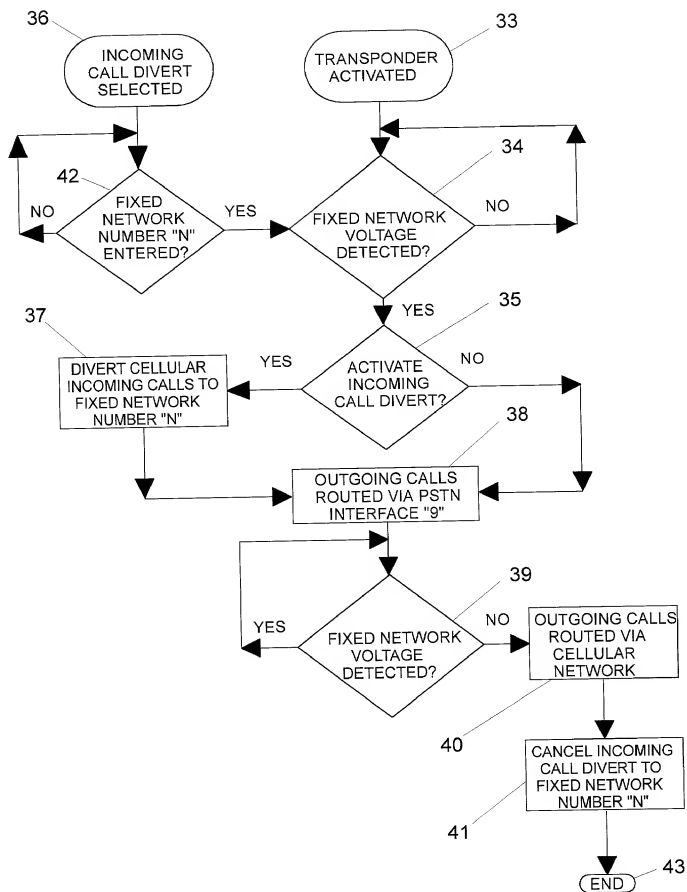 36
INCOMING
CALL DIVERT
SELECTED
33
TRANSPONDER
ACTIVATED
42
FIXED
NETWORK
NUMBER "N"
ENTERED?
NO
YES
34
FIXED NETWORK
VOLTAGE
DETECTED?
NO
YES
35
ACTIVATE
INCOMING
CALL DIVERT?
YES
NO
37
DIVERT CELLULAR
INCOMING CALLS TO
FIXED NETWORK
NUMBER "N"
38
OUTGOING CALLS
ROUTED VIA PSTN
INTERFACE "9"
39
FIXED NETWORK
VOLTAGE
DETECTED?
YES
NO
OUTGOING CALLS
ROUTED VIA
CELLULAR
NETWORK
40
CANCEL INCOMING
CALL DIVERT TO
FIXED NETWORK
NUMBER "N"
41
END
43